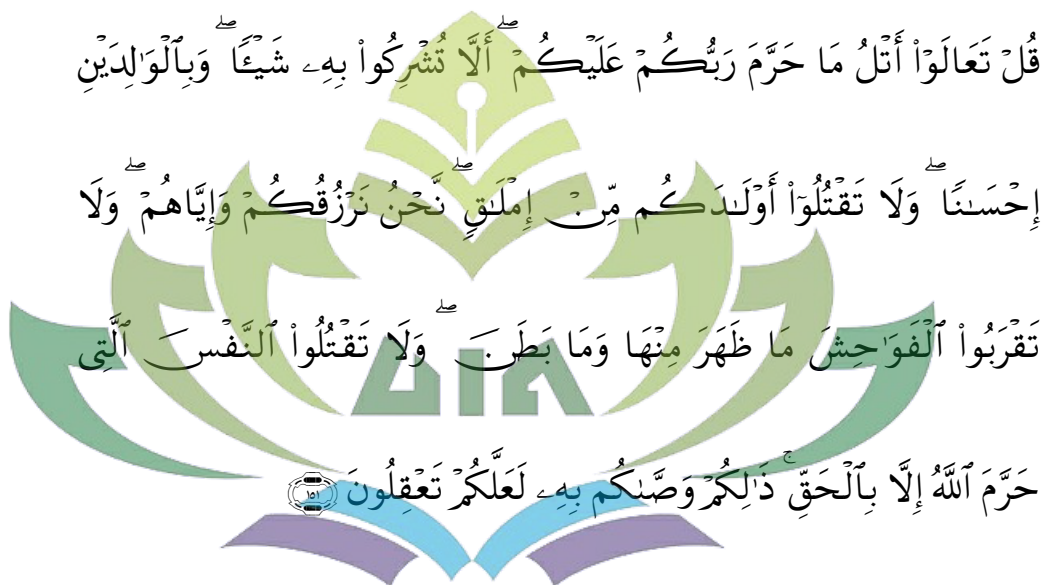 قُلْ تَعَالَوْا۟ أَتْلُ مَا حَرَّمَ رَبُّكُمْ عَلَيْكُمْ ۖ أَلَّا تُشْرِكُوا۟ بِهِۦ شَيْـًٔا ۖ وَبِٱلْوَٰلِدَيْنِ
إِحْسَـٰنًا ۖ وَلَا تَقْتُلُوٓا۟ أَوْلَـٰدَكُم مِّنْ إِمْلَـٰقٍ ۖ نَّحْنُ نَرْزُقُكُمْ وَإِيَّاهُمْ ۖ وَلَا
تَقْرَبُوا۟ ٱلْفَوَٰحِشَ مَا ظَهَرَ مِنْهَا وَمَا بَطَنَ ۖ وَلَا تَقْتُلُوا۟ ٱلنَّفْسَ ٱلَّتِى
حَرَّمَ ٱللَّهُ إِلَّا بِٱلْحَقِّ ۚ ذَٰلِكُمْ وَصَّىٰكُم بِهِۦ لَعَلَّكُمْ تَعْقِلُونَ ﴿١٥١﴾